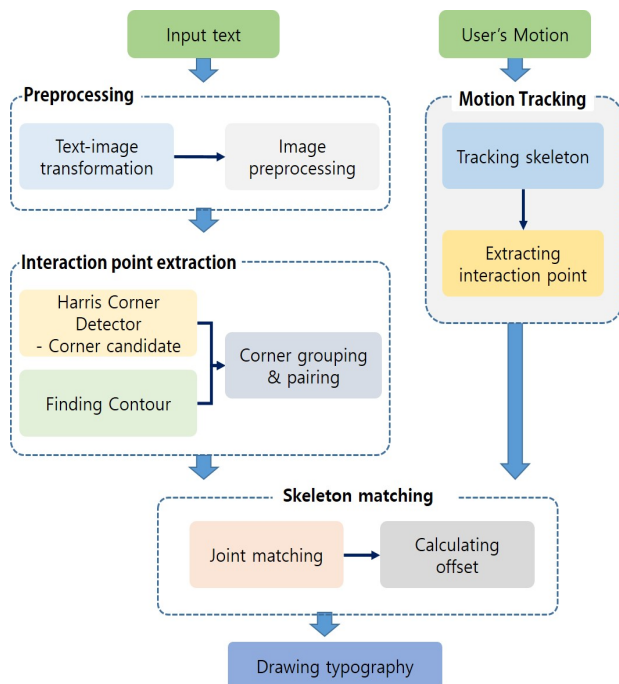 Input text
User's Motion
Preprocessing
Text-image
transformation
Image
preprocessing
Motion Tracking
Tracking skeleton
Extracting
interaction point
Interaction point extraction
Harris Corner
Detector
- Corner candidate
Finding Contour
Corner grouping
& pairing
Skeleton matching
Joint matching
Calculating
offset
Drawing typography